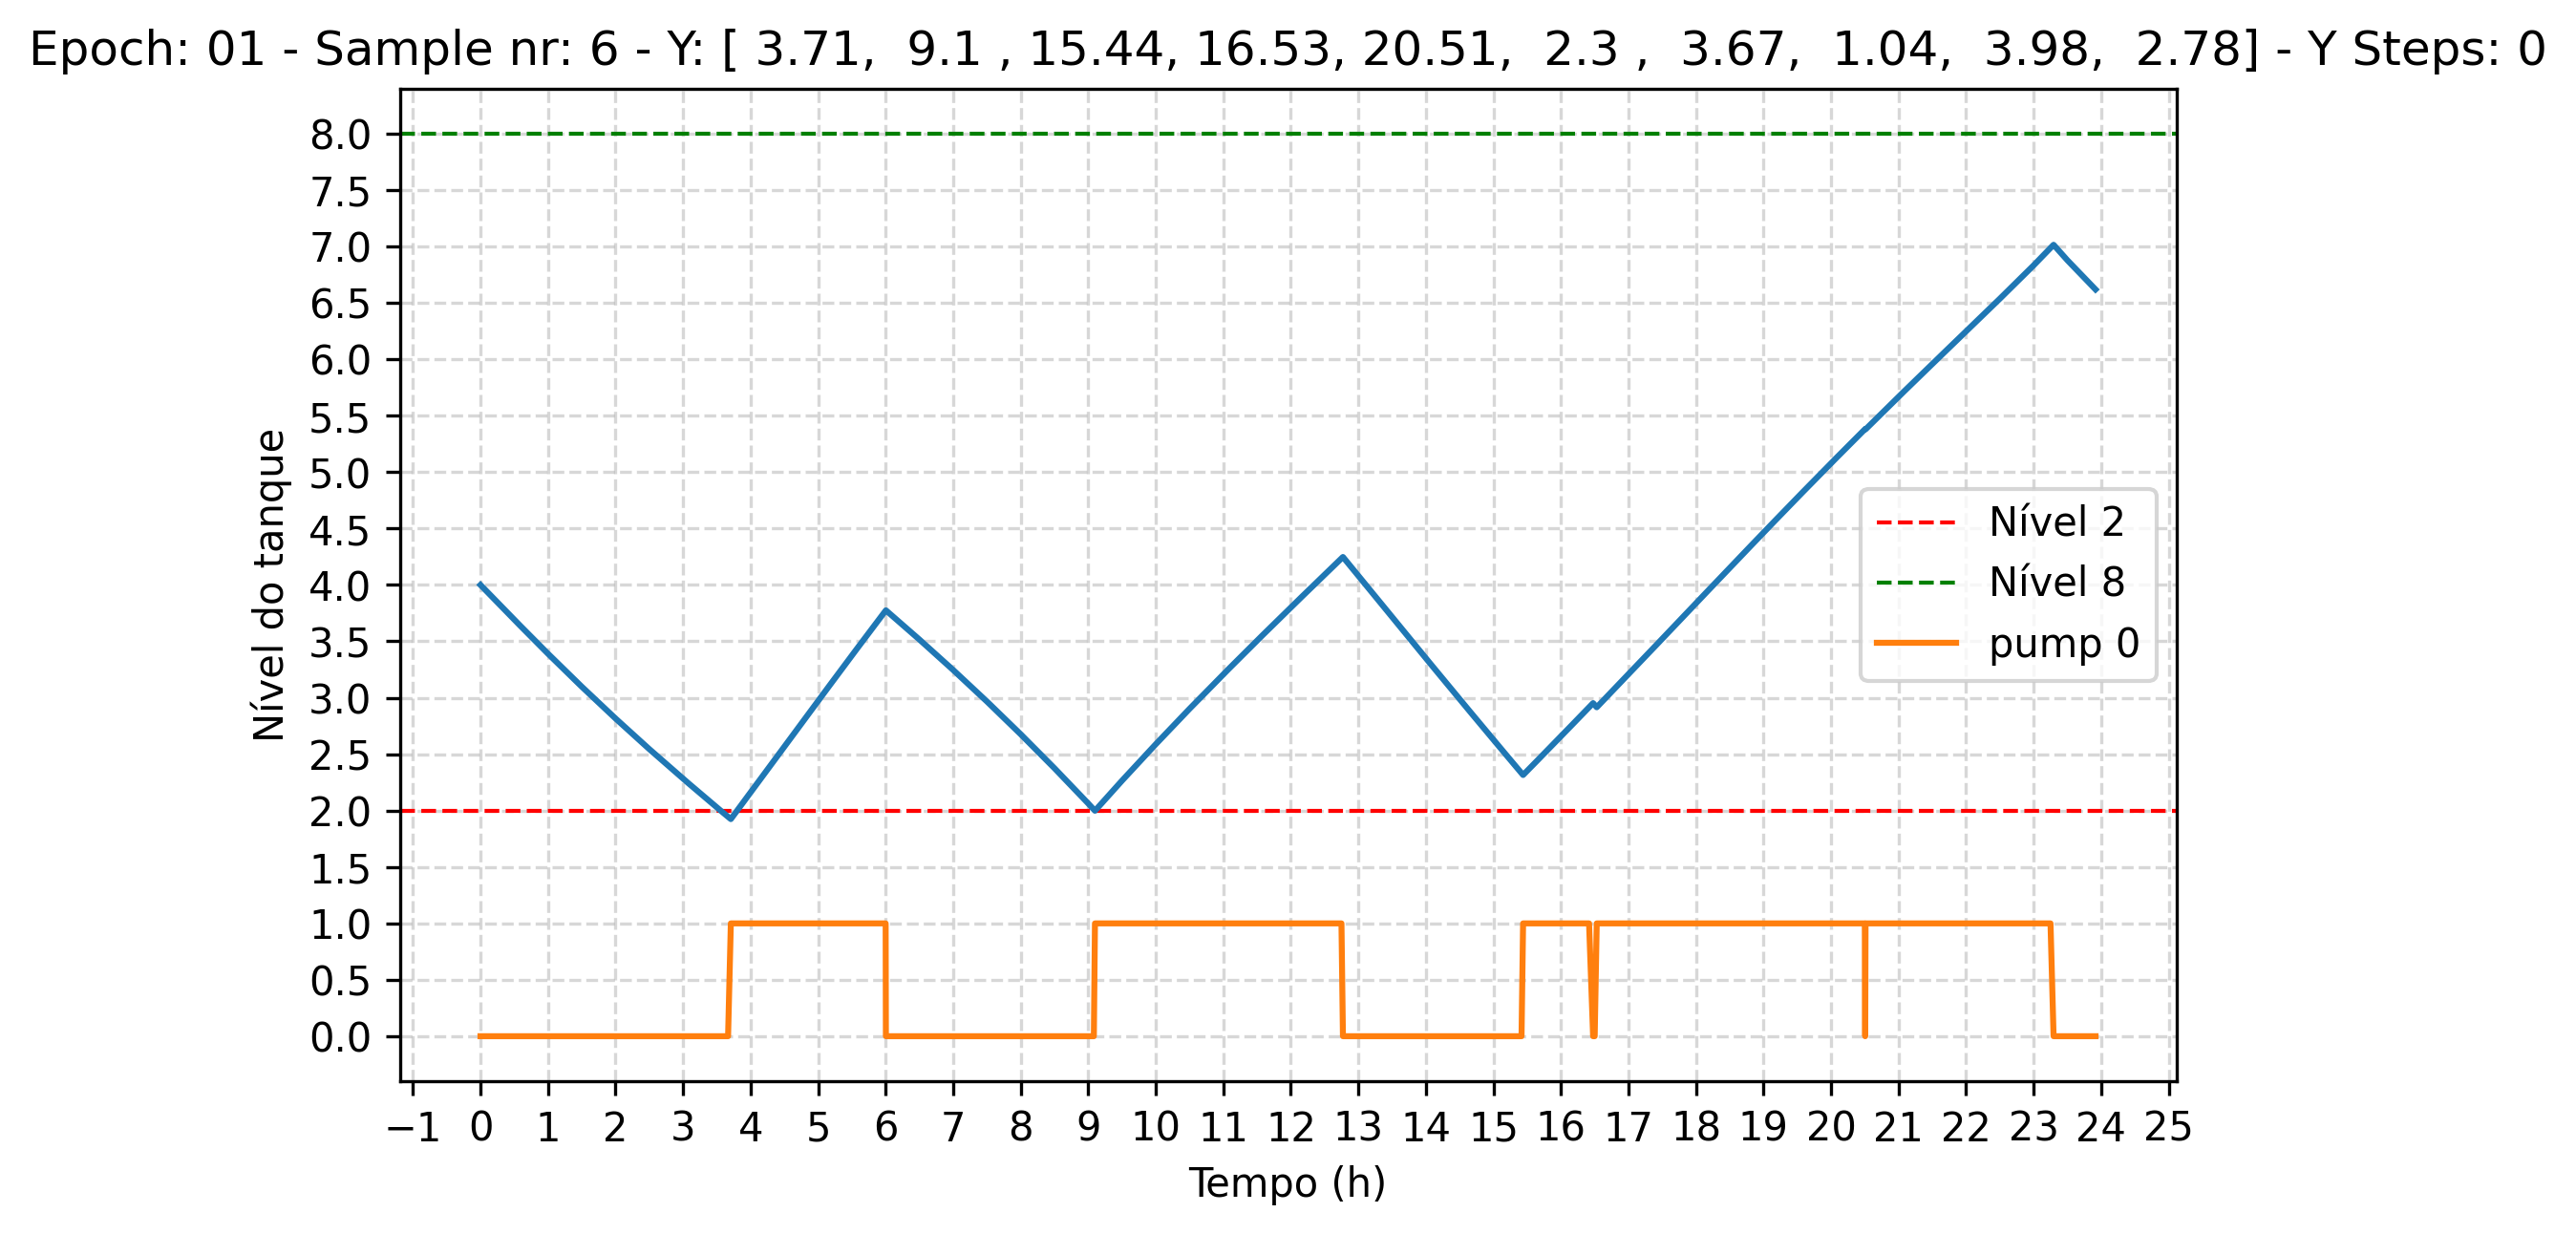 Epoch: 01 - Sample nr: 6 - Y: [ 3.71,  9.1 , 15.44, 16.53, 20.51,  2.3 ,  3.67,  1.04,  3.98,  2.78] - Y Steps: 0
8.0
7.5
7.0
6.5
6.0
5.5
5.0
4.5
4.0
3.5
3.0
2.5
2.0
1.5
1.0
0.5
0.0
Nível do tanque
Nível 2
Nível 8
pump 0
−1 0 1 2 3 4 5 6 7 8 9 10 11 12 13 14 15 16 17 18 19 20 21 22 23 24 25
Tempo (h)